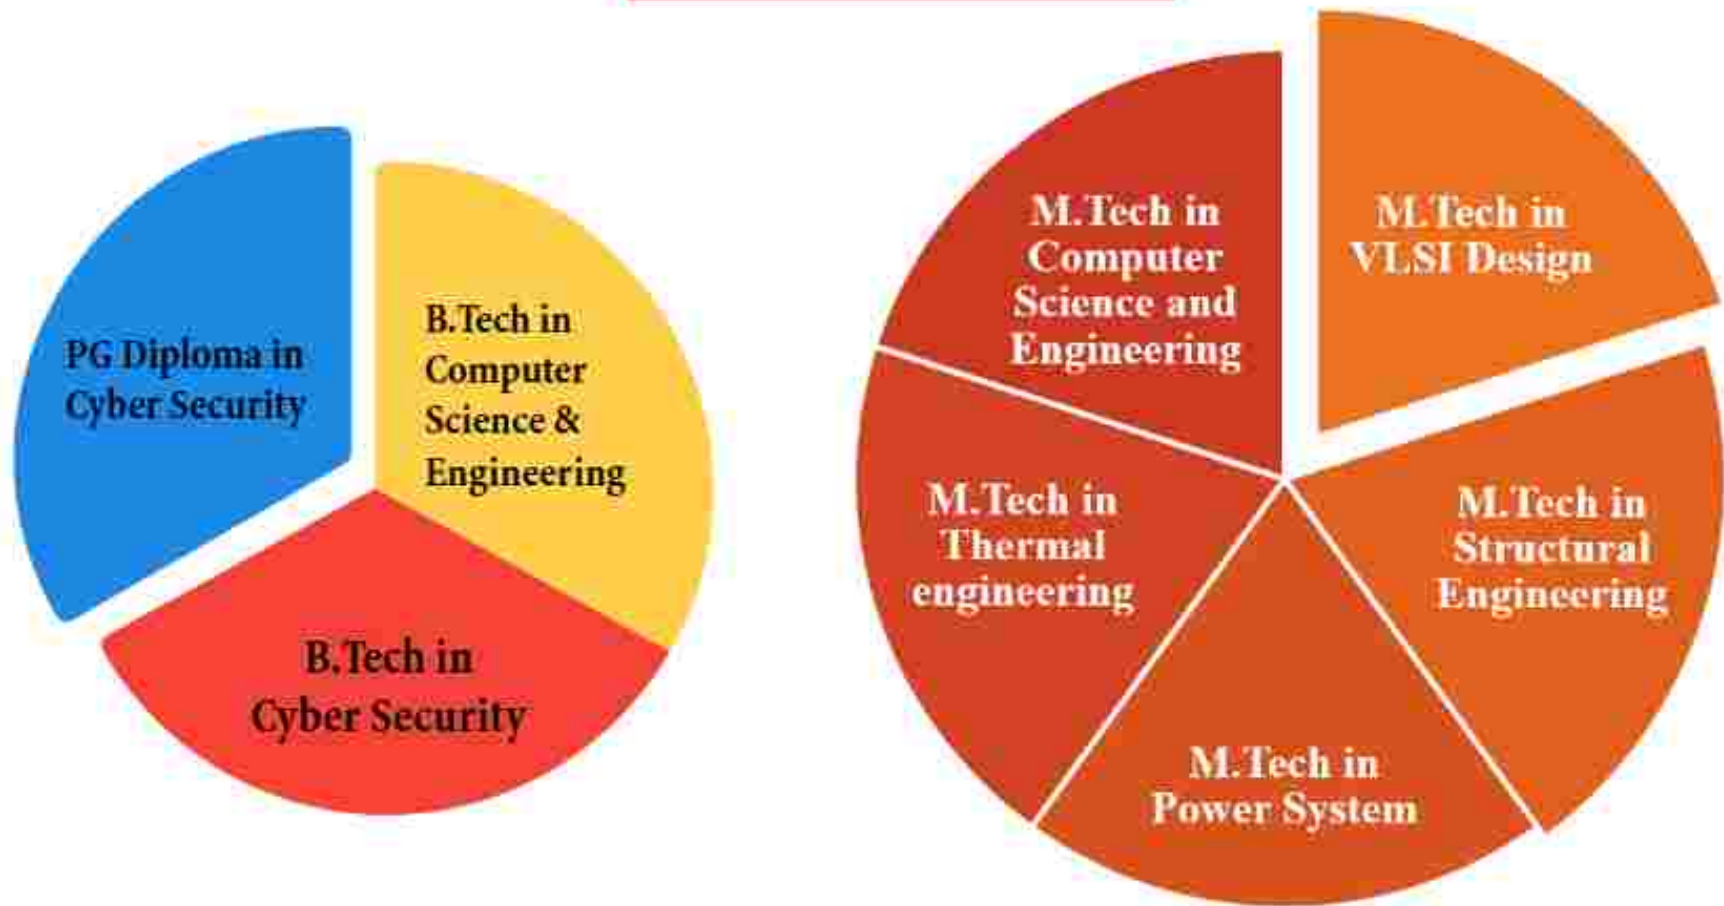 PG Diploma in
Cyber Security
B.Tech in
Computer
Science &
Engineering
B.Tech in
Cyber Security
M.Tech in
Computer
Science and
Engineering
M.Tech in
VLSI Design
M.Tech in
Thermal
engineering
M.Tech in
Structural
Engineering
M.Tech in
Power System